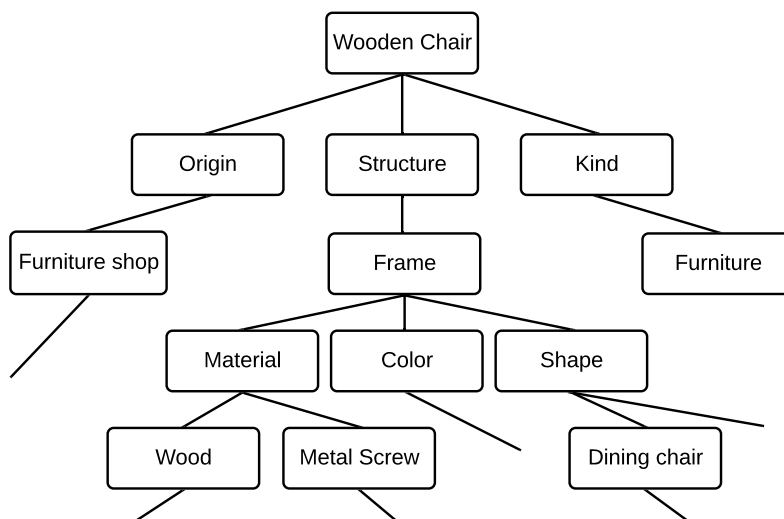 Wooden Chair
Origin
Structure
Kind
Furniture shop
Frame
Furniture
Material
Color
Shape
Wood
Metal Screw
Dining chair